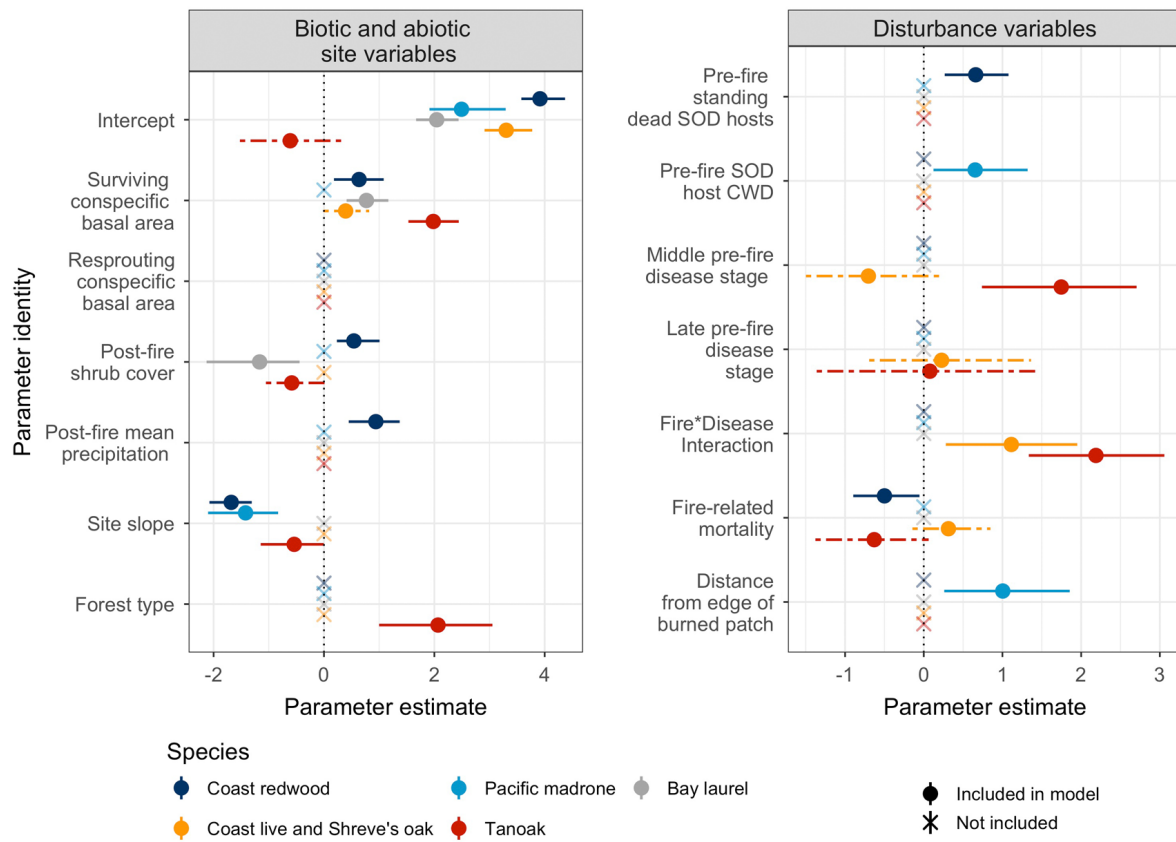 Biotic and abiotic
site variables
Disturbance variables
Parameter identity
Intercept
Surviving
conspecific
basal area
Resprouting
conspecific
basal area
Post-fire
shrub cover
Post-fire mean
precipitation
Site slope
Forest type
-2
0
2
4
Parameter estimate
Pre-fire
standing
dead SOD hosts
Pre-fire SOD
host CWD
Middle pre-fire
disease stage
Late pre-fire
disease
stage
Fire*Disease
Interaction
Fire-related
mortality
Distance
from edge of
burned patch
-1
0
1
2
3
Parameter estimate
Species
Coast redwood
Pacific madrone
Bay laurel
Coast live and Shreve's oak
Tanoak
Included in model
Not included